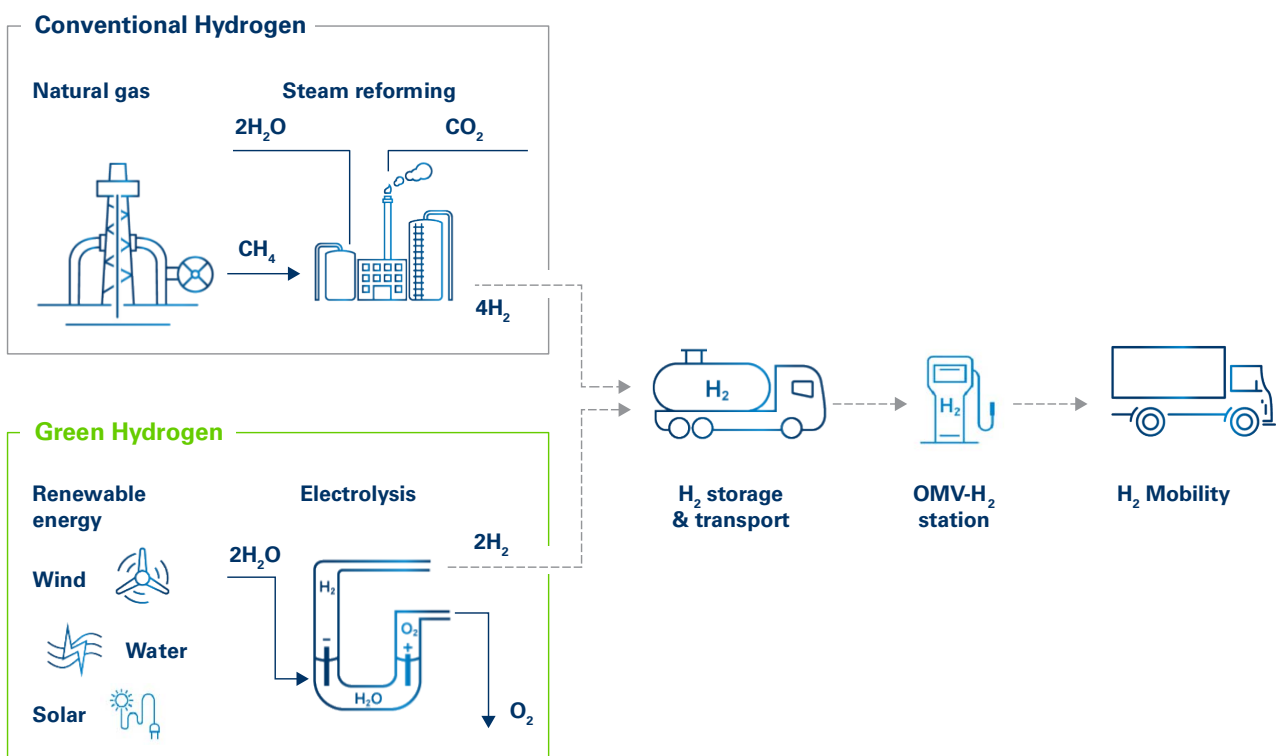 Conventional Hydrogen
Natural gas
Steam reforming
2H₂O
CO₂
CH₄
4H₂
Green Hydrogen
Renewable
energy
Wind
Water
Solar
Electrolysis
2H₂O
2H₂
H₂
O₂
−
+
H₂O
O₂
H₂
H₂ storage
& transport
H₂
OMV-H₂
station
H₂ Mobility